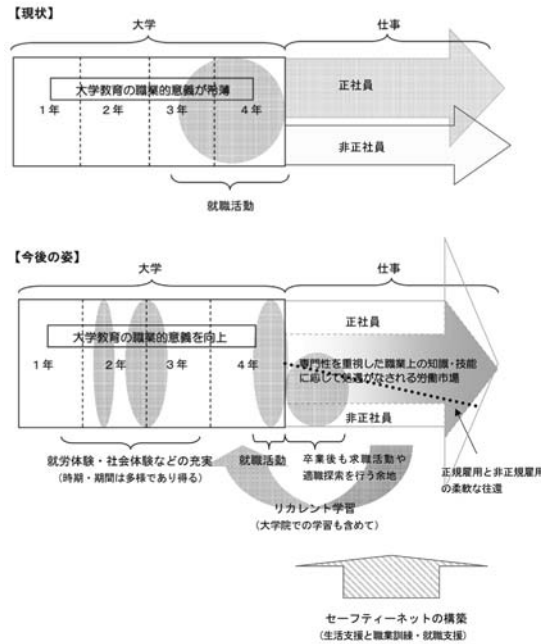 【現状】
大学
仕事
大学教育の職業的意義が希薄
1年 2年 3年 4年
正社員
非正社員
就職活動
【今後の姿】
大学
仕事
大学教育の職業的意義を向上
1年 2年 3年 4年
正社員
専門性を重視した職業上の知識・技能
に応じて処遇がなされる労働市場
非正社員
就労体験・社会体験などの充実
(時期・期間は多様であり得る)
就職活動
卒業後も求職活動や
適職探索を行う余地
正規雇用と非正規雇用
の柔軟な往還
リカレント学習
(大学院での学習も含めて)
セーフティーネットの構築
(生活支援と職業訓練・就職支援)